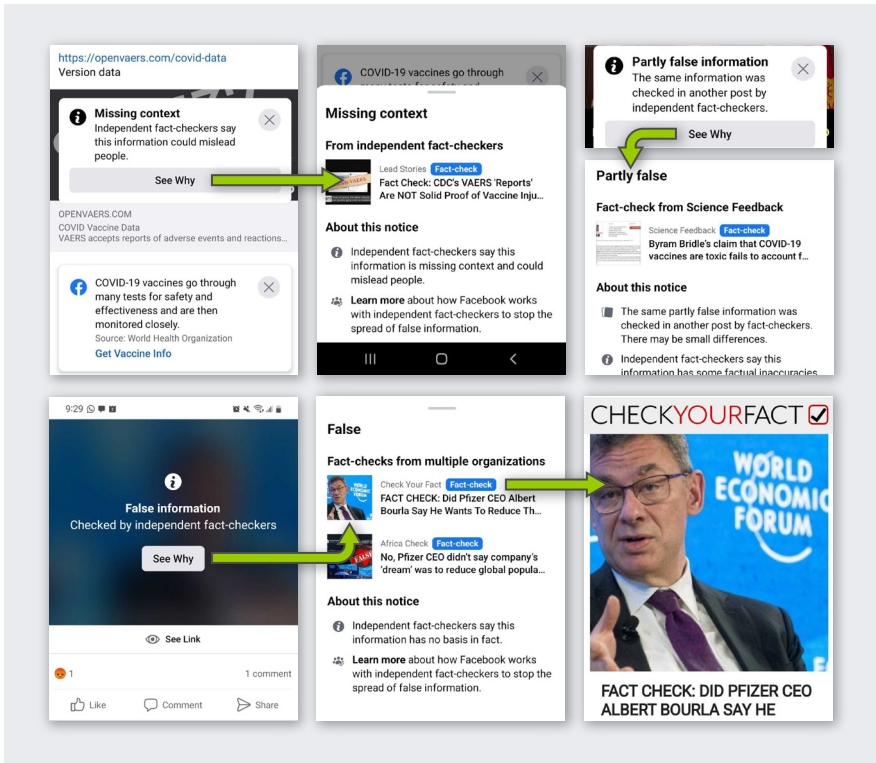 https://openvaers.com/covid-data
Version data
Missing context
Independent fact-checkers say
this information could mislead
people.
See Why
OPENVAERS.COM
COVID Vaccine Data
VAERS accepts reports of adverse events and reactions...
COVID-19 vaccines go through
many tests for safety and
effectiveness and are then
monitored closely.
Source: World Health Organization
Get Vaccine Info
COVID-19 vaccines go through
many tests for safety and
Missing context
From independent fact-checkers
Lead Stories Fact-check
Fact Check: CDC's VAERS 'Reports'
Are NOT Solid Proof of Vaccine Inju...
About this notice
Independent fact-checkers say this
information is missing context and could
mislead people.
Learn more about how Facebook works
with independent fact-checkers to stop the
spread of false information.
Partly false information
The same information was
checked in another post by
independent fact-checkers.
See Why
Partly false
Fact-check from Science Feedback
Science Feedback Fact-check
Byram Bridle's claim that COVID-19
vaccines are toxic fails to account f...
About this notice
The same partly false information was
checked in another post by fact-checkers.
There may be small differences.
Independent fact-checkers say this
information has some factual inaccuracies
9:29
False information
Checked by independent fact-checkers
See Why
See Link
1
1 comment
Like
Comment
Share
False
Fact-checks from multiple organizations
Check Your Fact Fact-check
FACT CHECK: Did Pfizer CEO Albert
Bourla Say He Wants To Reduce Th...
FALSE
Africa Check Fact-check
No, Pfizer CEO didn't say company's
'dream' was to reduce global popula...
About this notice
Independent fact-checkers say this
information has no basis in fact.
Learn more about how Facebook works
with independent fact-checkers to stop the
spread of false information.
CHECKYOURFACT
WORLD
ECONOMIC
FORUM
FACT CHECK: DID PFIZER CEO
ALBERT BOURLA SAY HE